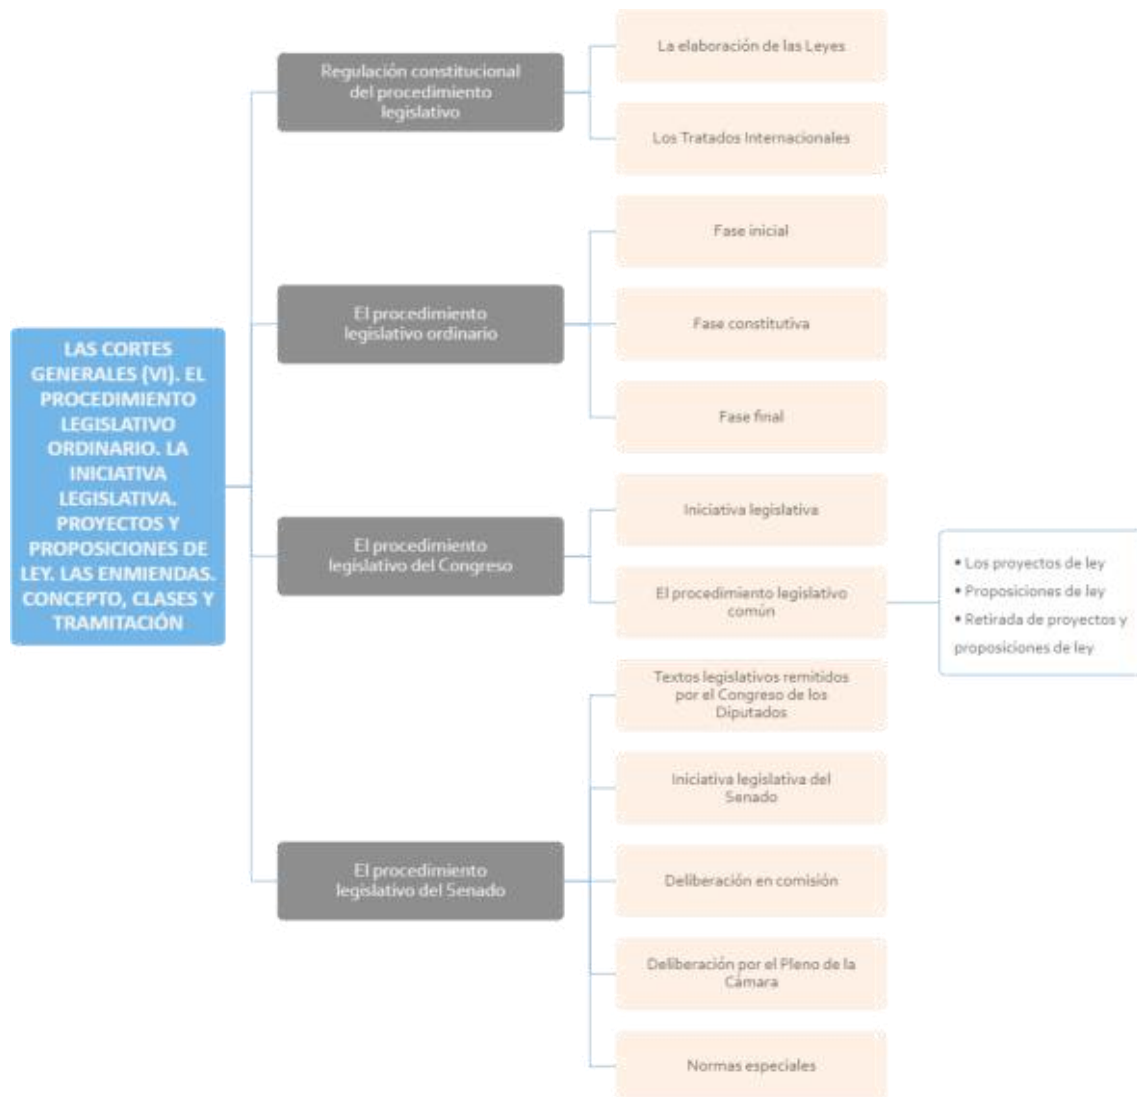 LAS CORTES
GENERALES (VI). EL
PROCEDIMIENTO
LEGISLATIVO
ORDINARIO. LA
INICIATIVA
LEGISLATIVA.
PROYECTOS Y
PROPOSICIONES DE
LEY. LAS ENMIENDAS.
CONCEPTO, CLASES Y
TRAMITACIÓN
Regulación constitucional
del procedimiento
legislativo
La elaboración de las Leyes
Los Tratados Internacionales
El procedimiento
legislativo ordinario
Fase inicial
Fase constitutiva
Fase final
El procedimiento
legislativo del Congreso
Iniciativa legislativa
El procedimiento legislativo
común
• Los proyectos de ley
• Proposiciones de ley
• Retirada de proyectos y
proposiciones de ley
El procedimiento
legislativo del Senado
Textos legislativos remitidos
por el Congreso de los
Diputados
Iniciativa legislativa del
Senado
Deliberación en comisión
Deliberación por el Pleno de la
Cámara
Normas especiales